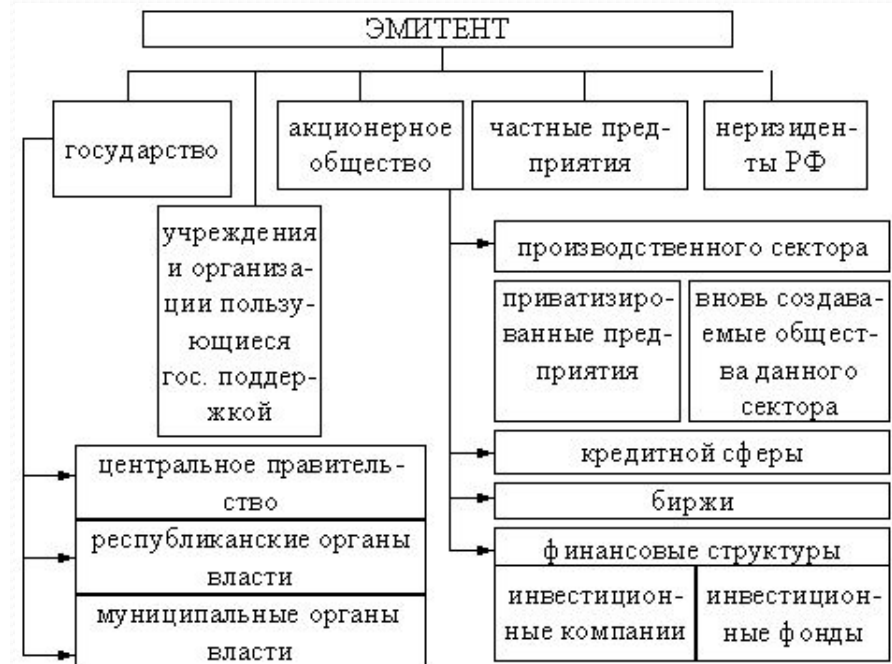 ЭМИТЕНТ
государство
акционерное
общество
частные пред-
приятия
неризиден-
ты РФ
учреждения
и организа-
ции пользу-
ющиеся
гос. поддер-
жкой
производственного сектора
приватизиро-
ванные пред-
приятия
вновь создава-
емые общест-
ва данного
сектора
центральное правитель-
ство
республиканские органы
власти
муниципальные органы
власти
кредитной сферы
биржи
финансовые структуры
инвестицион-
ные компании
инвестицион-
ные фонды